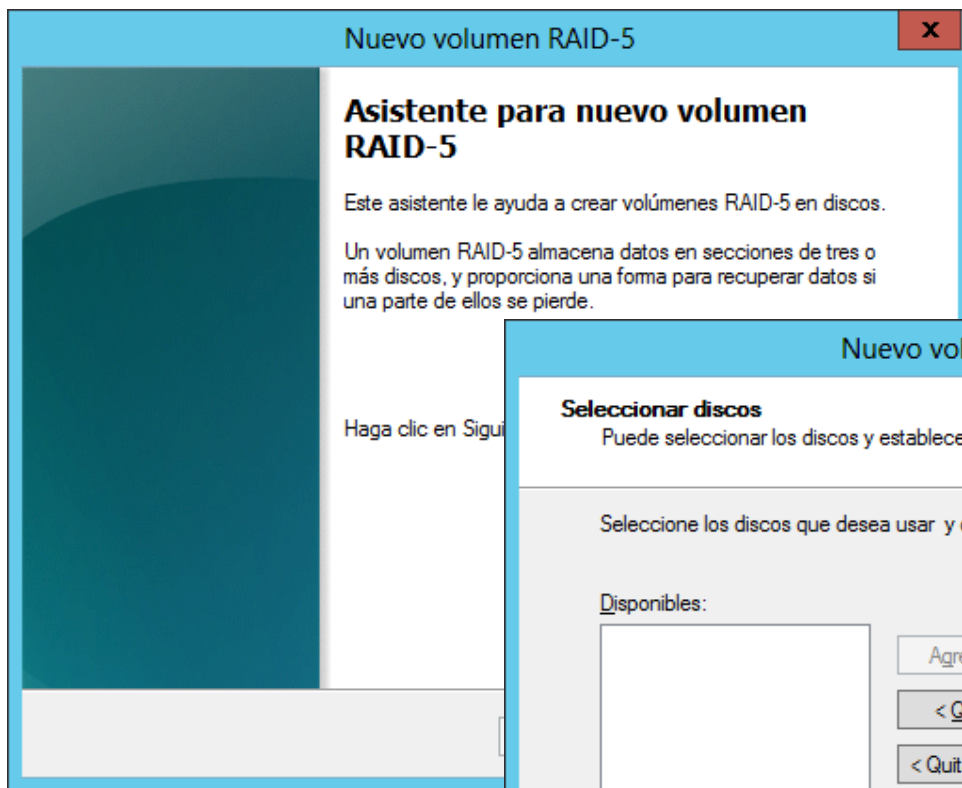 Nuevo volumen RAID-5
x
Asistente para nuevo volumen
RAID-5
Este asistente le ayuda a crear volúmenes RAID-5 en discos.
Un volumen RAID-5 almacena datos en secciones de tres o
más discos, y proporciona una forma para recuperar datos si
una parte de ellos se pierde.
Haga clic en Sigui
Nuevo vol
Seleccionar discos
Puede seleccionar los discos y establece
Seleccione los discos que desea usar y
Disponibles:
Agre
< Q
< Quit